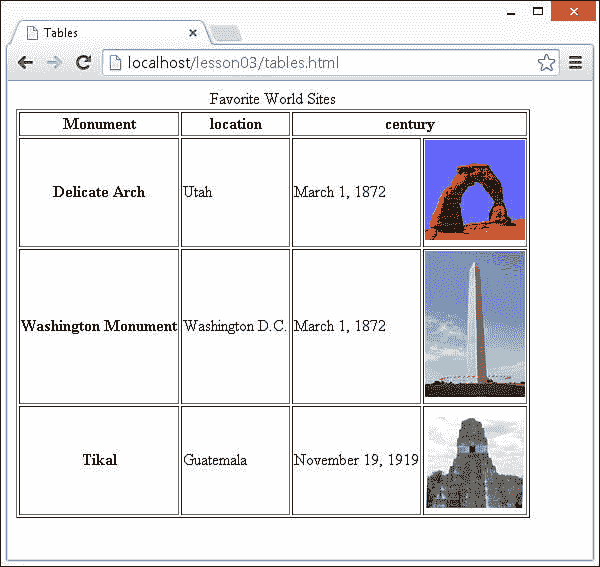 Tables
localhost/lesson03/tables.html
Favorite World Sites
Monument location century
Delicate Arch Utah March 1, 1872
Washington Monument Washington D.C. March 1, 1872
Tikal Guatemala November 19, 1919